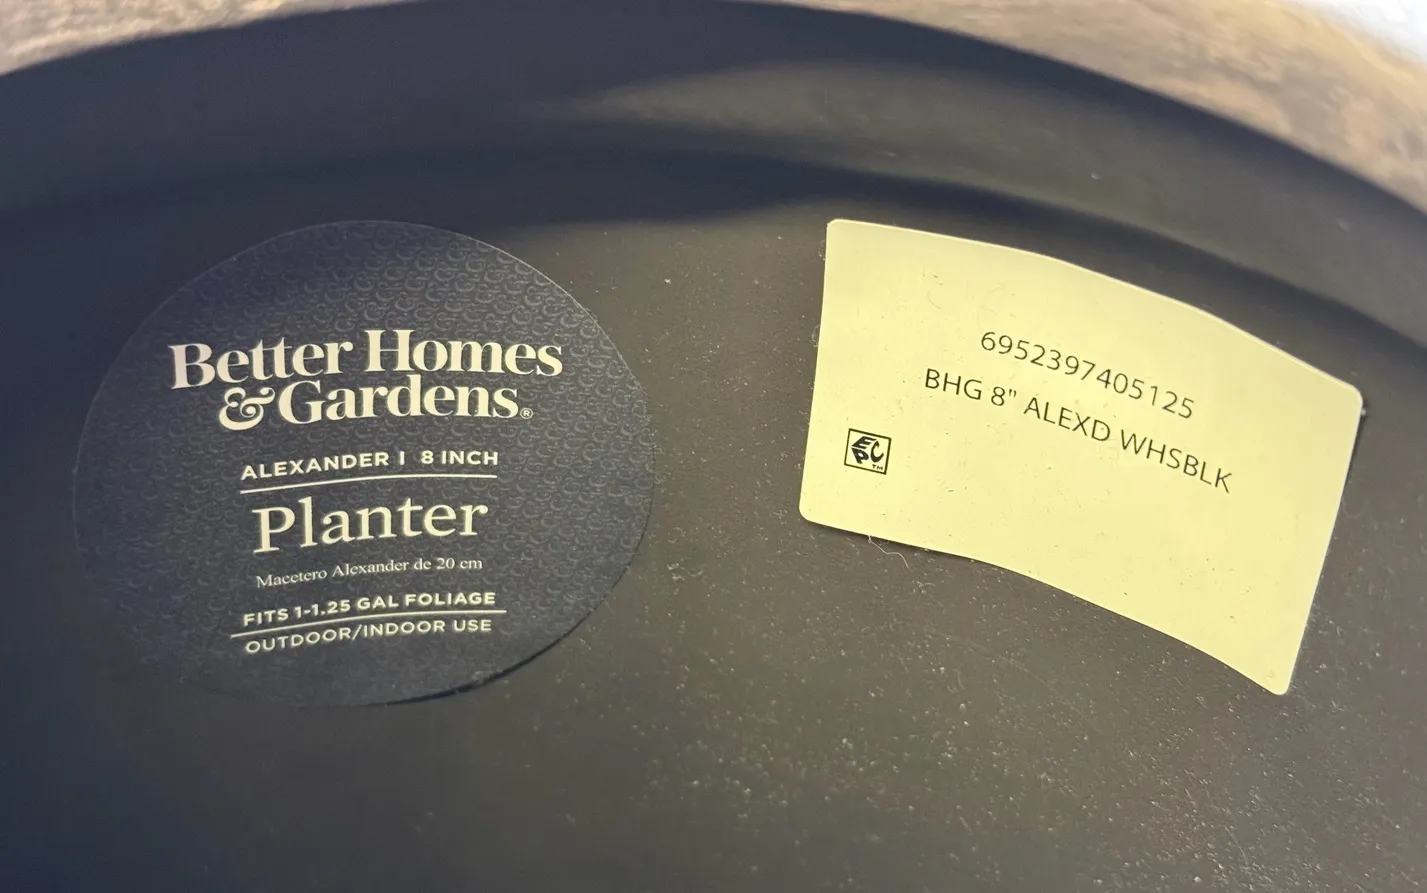 Better Homes
& Gardens®
ALEXANDER I 8 INCH
Planter
Macetero Alexander de 20 cm
FITS 1-1.25 GAL FOLIAGE
OUTDOOR/INDOOR USE
6952397405125
BHG 8" ALEXD WHSBLK
EPC™